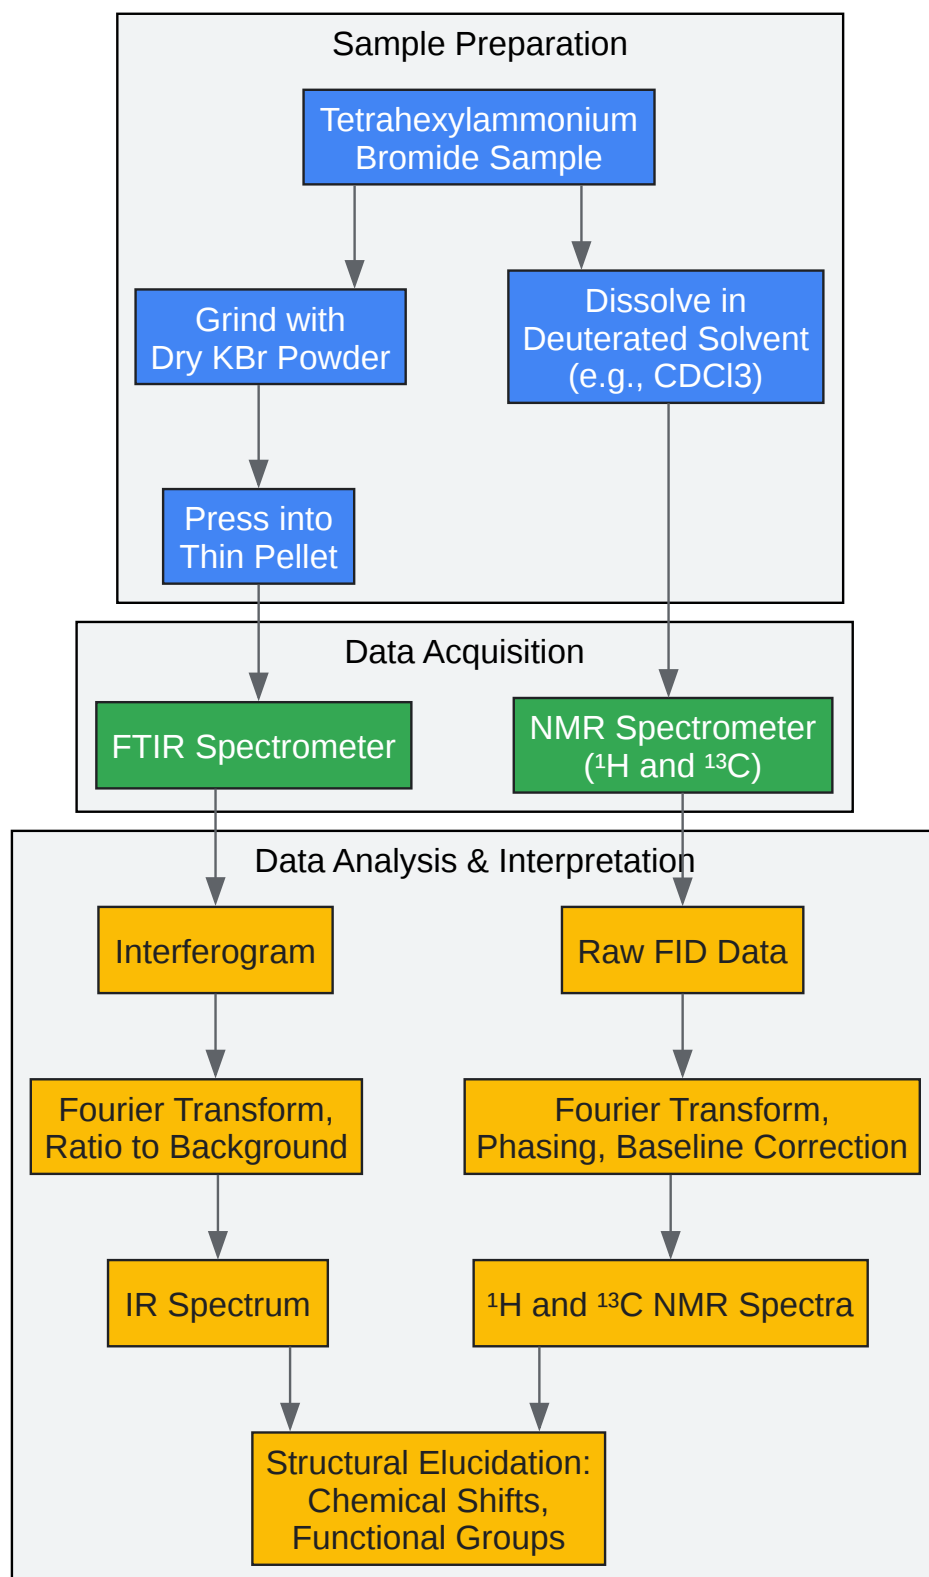 Sample Preparation
Tetrahexylammonium
Bromide Sample
Grind with
Dry KBr Powder
Dissolve in
Deuterated Solvent
(e.g., CDCl3)
Press into
Thin Pellet
Data Acquisition
FTIR Spectrometer
NMR Spectrometer
(¹H and ¹³C)
Data Analysis & Interpretation
Interferogram
Raw FID Data
Fourier Transform,
Ratio to Background
Fourier Transform,
Phasing, Baseline Correction
IR Spectrum
¹H and ¹³C NMR Spectra
Structural Elucidation:
Chemical Shifts,
Functional Groups